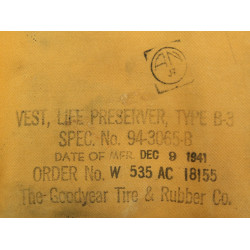 VEST, LIFE PRESERVER, TYPE B-3
SPEC. No. 94-3065-B
DATE OF MFR. DEC 9 1941
ORDER No. W 535 AC 18155
The Goodyear Tire & Rubber Co.